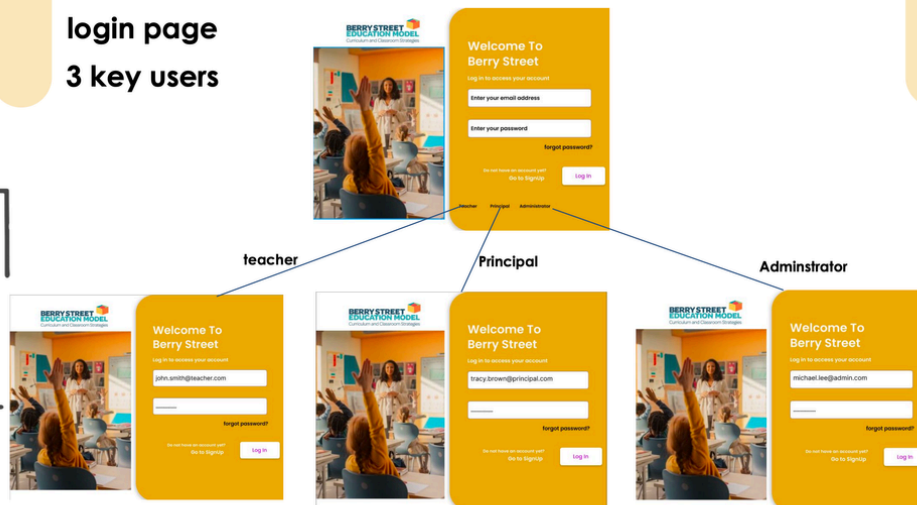 login page
3 key users
BERRY STREET
EDUCATION MODEL
Curriculum and Classroom Strategies
Welcome To
Berry Street
Log in to access your account
Enter your email address
Enter your password
forgot password?
Do not have an account yet?
Go to SignUp
Log In
Teacher Principal Administrator
teacher
Principal
Adminstrator
BERRY STREET
EDUCATION MODEL
Curriculum and Classroom Strategies
Welcome To
Berry Street
Log in to access your account
john.smith@teacher.com
forgot password?
Do not have an account yet?
Go to SignUp
Log In
BERRY STREET
EDUCATION MODEL
Curriculum and Classroom Strategies
Welcome To
Berry Street
Log in to access your account
tracy.brown@principal.com
forgot password?
Do not have an account yet?
Go to SignUp
Log In
BERRY STREET
EDUCATION MODEL
Curriculum and Classroom Strategies
Welcome To
Berry Street
Log in to access your account
michael.lee@admin.com
forgot password?
Do not have an account yet?
Go to SignUp
Log In